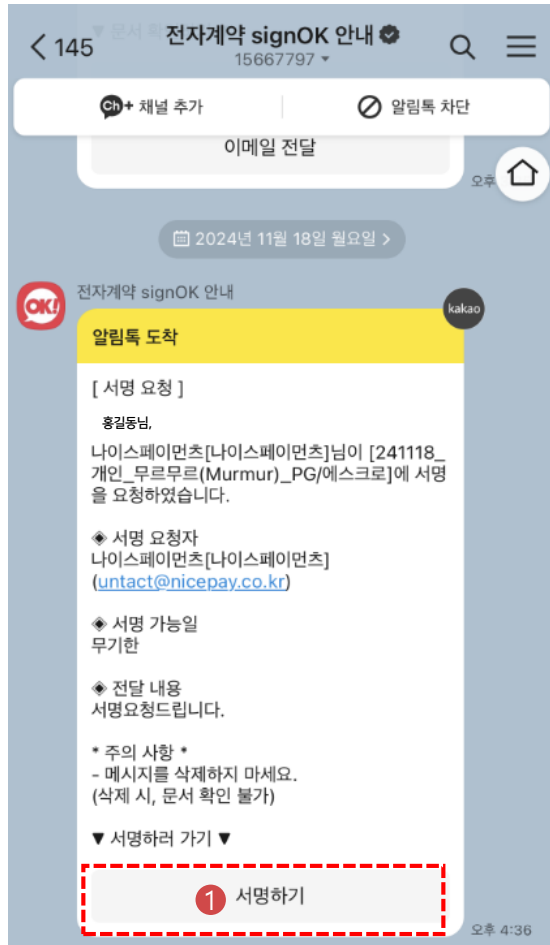 145
▼ 문서 확
전자계약 signOK 안내
15667797
Ch+ 채널 추가
알림톡 차단
이메일 전달
오후
2024년 11월 18일 월요일 >
OK!
전자계약 signOK 안내
kakao
알림톡 도착
[ 서명 요청 ]
홍길동님,
나이스페이먼츠[나이스페이먼츠]님이 [241118_
개인_무르무르(Murmur)_PG/에스크로]에 서명
을 요청하였습니다.
◈ 서명 요청자
나이스페이먼츠[나이스페이먼츠]
(untact@nicepay.co.kr)
◈ 서명 가능일
무기한
◈ 전달 내용
서명요청드립니다.
* 주의 사항 *
- 메시지를 삭제하지 마세요.
(삭제 시, 문서 확인 불가)
▼ 서명하러 가기 ▼
1 서명하기
오후 4:36